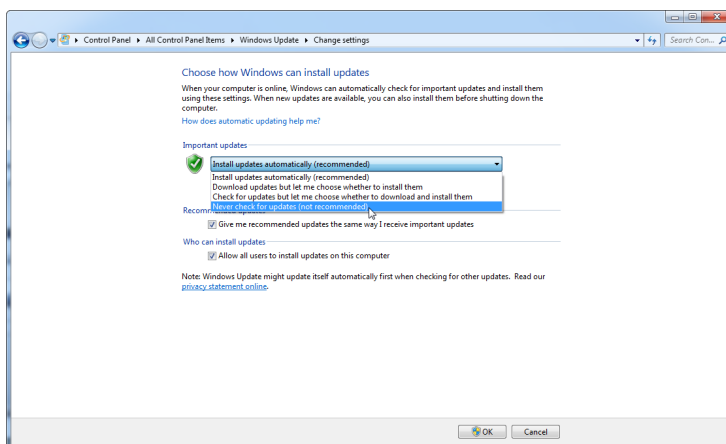 Control Panel ▸ All Control Panel Items ▸ Windows Update ▸ Change settings
Search Con...
Choose how Windows can install updates
When your computer is online, Windows can automatically check for important updates and install them
using these settings. When new updates are available, you can also install them before shutting down the
computer.
How does automatic updating help me?
Important updates
Install updates automatically (recommended)
Install updates automatically (recommended)
Download updates but let me choose whether to install them
Check for updates but let me choose whether to download and install them
Never check for updates (not recommended)
Recommended updates
Give me recommended updates the same way I receive important updates
Who can install updates
Allow all users to install updates on this computer
Note: Windows Update might update itself automatically first when checking for other updates. Read our
privacy statement online.
OK
Cancel